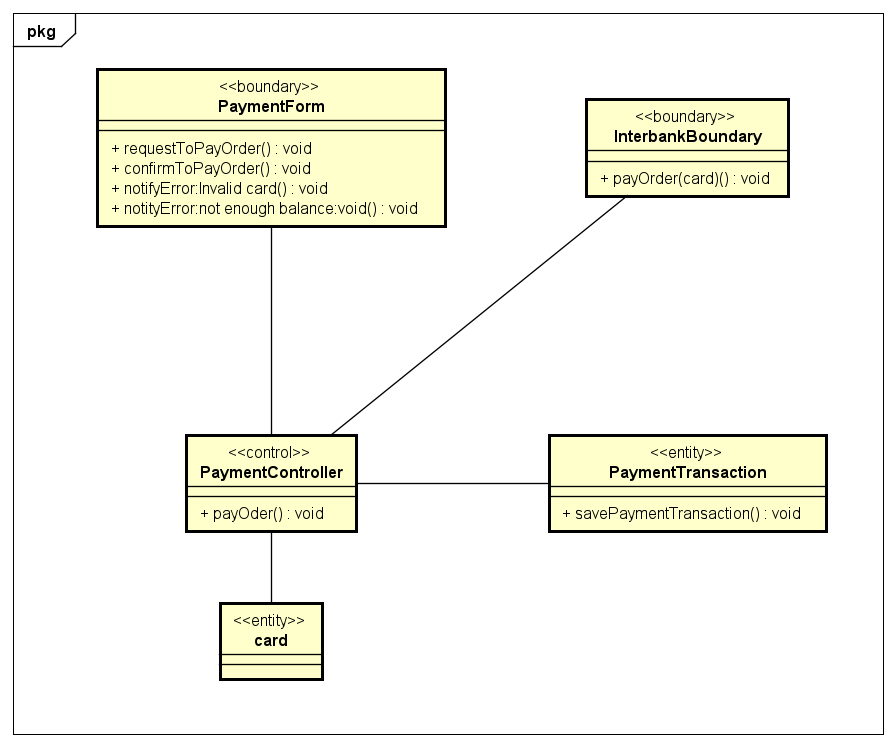 pkg
<<boundary>>
PaymentForm
+ requestToPayOrder() : void
+ confirmToPayOrder() : void
+ notifyError:Invalid card() : void
+ notityError:not enough balance:void() : void
<<boundary>>
InterbankBoundary
+ payOrder(card)() : void
<<control>>
PaymentController
+ payOder() : void
<<entity>>
PaymentTransaction
+ savePaymentTransaction() : void
<<entity>>
card